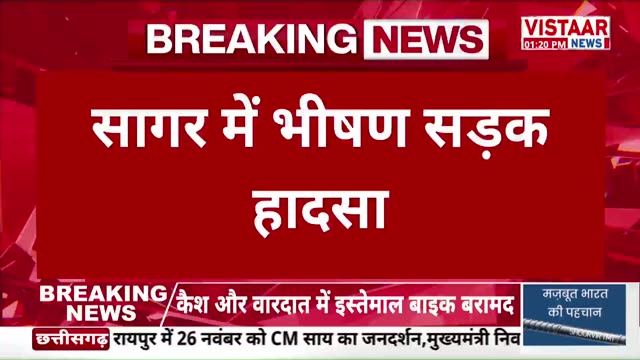 BREAKING NEWS
VISTAAR
01:20 PM NEWS
सागर में भीषण सड़क
हादसा
BREAKING
NEWS
कैश और वारदात में इस्तेमाल बाइक बरामद
मज़बूत भारत
की पहचान
छत्तीसगढ़ रायपुर में 26 नवंबर को CM साय का जनदर्शन,मुख्यमंत्री निव